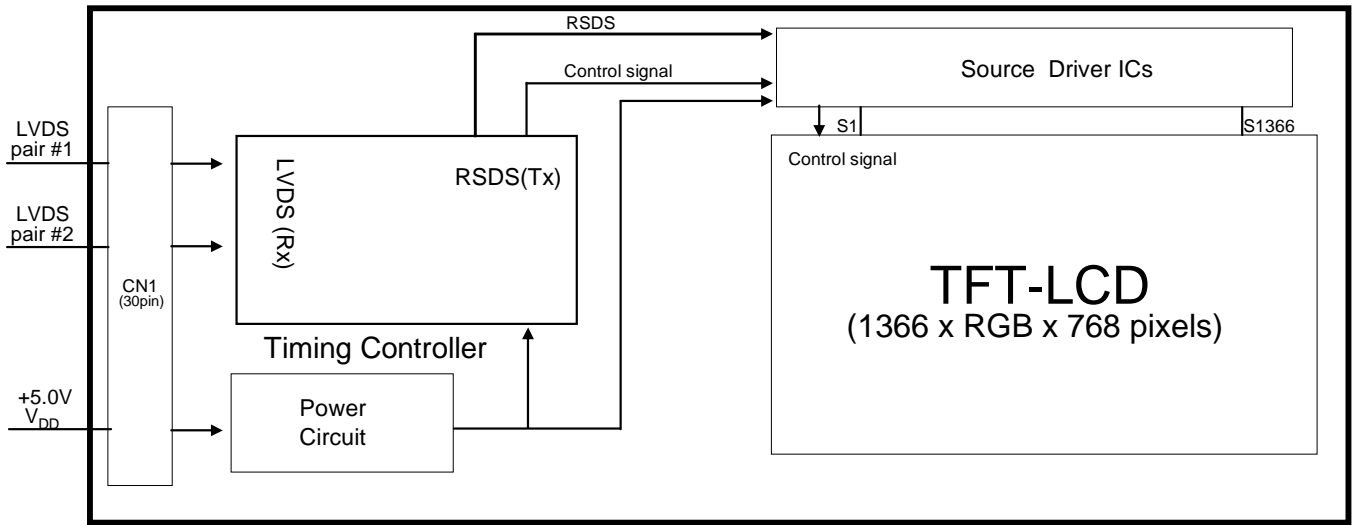 RSDS
Control signal
Source Driver ICs
LVDS
pair #1
S1
S1366
Control signal
LVDS (Rx)
RSDS(Tx)
LVDS
pair #2
CN1
(30pin)
TFT-LCD
(1366 x RGB x 768 pixels)
Timing Controller
+5.0V
VDD
Power
Circuit